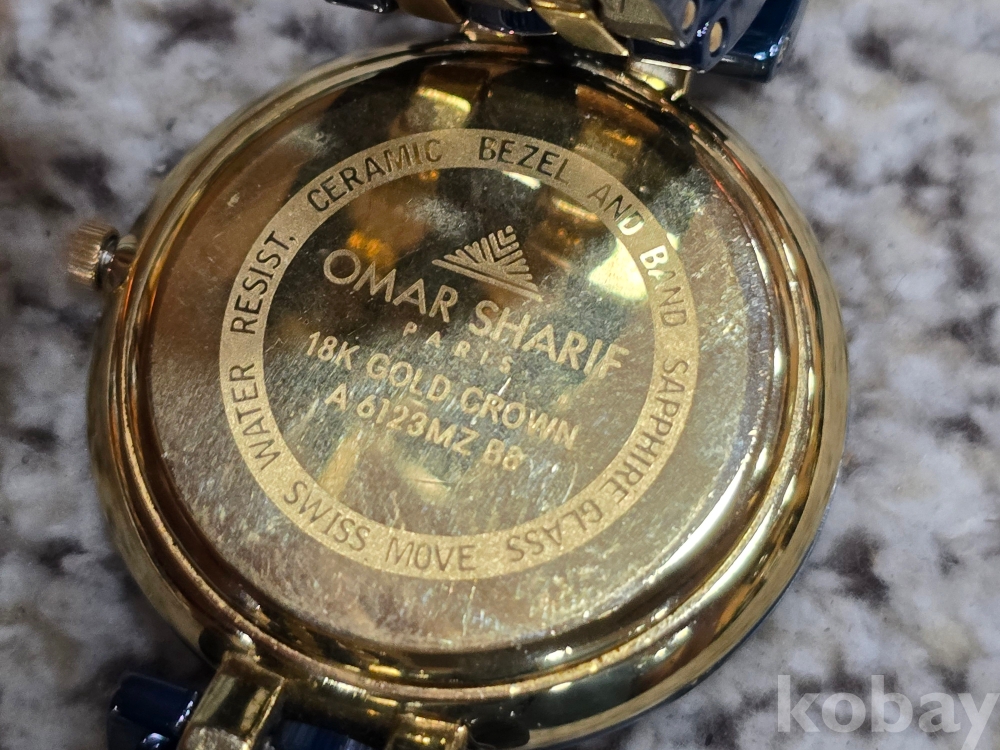 WATER RESIST. CERAMIC BEZEL AND BAND SAPPHIRE GLASS SWISS MOVE
OMAR SHARIF
PARIS
18K GOLD CROWN
A 6123MZ B8
kobay